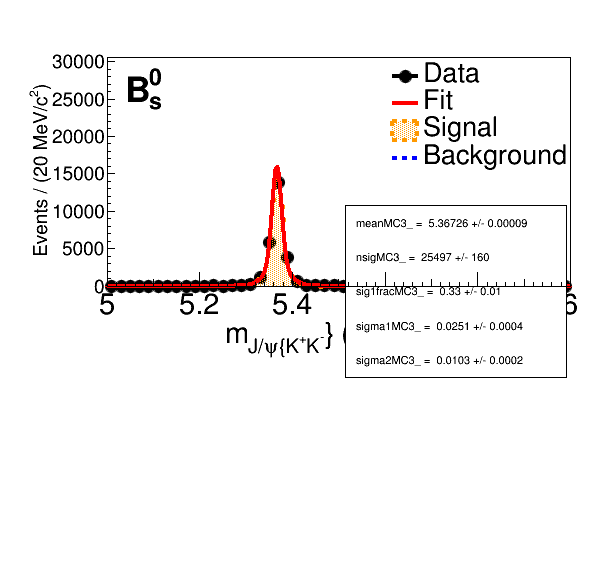 Events / (20 MeV/c²)
30000
25000
20000
15000
10000
5000
0
B⁰ₛ
Data
Fit
Signal
Background
meanMC3_ = 5.36726 +/- 0.00009
nsigMC3_ = 25497 +/- 160
sig1fracMC3_ = 0.33 +/- 0.01
sigma1MC3_ = 0.0251 +/- 0.0004
sigma2MC3_ = 0.0103 +/- 0.0002
5 5.2 5.4 6
m_J/ψ{K⁺K⁻} (